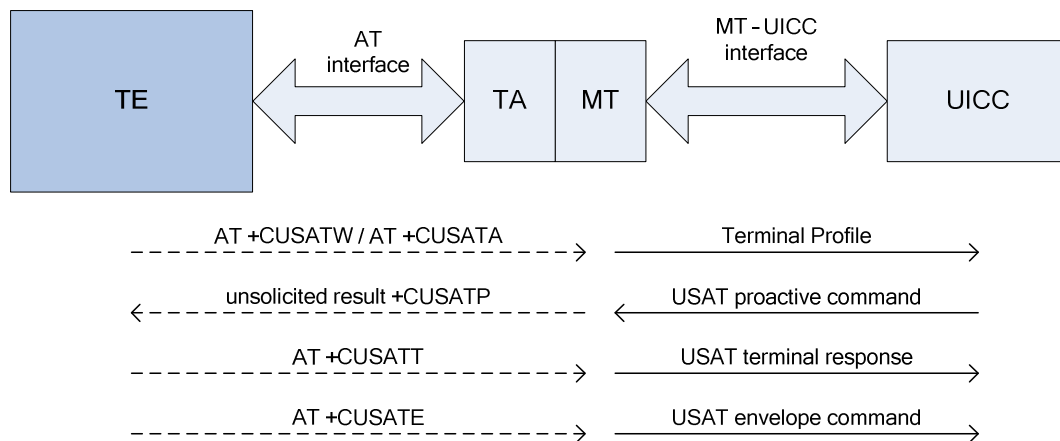 TE
AT
interface
TA
MT
MT - UICC
interface
UICC
AT +CUSATW / AT +CUSATA
Terminal Profile
unsolicited result +CUSATP
USAT proactive command
AT +CUSATT
USAT terminal response
AT +CUSATE
USAT envelope command